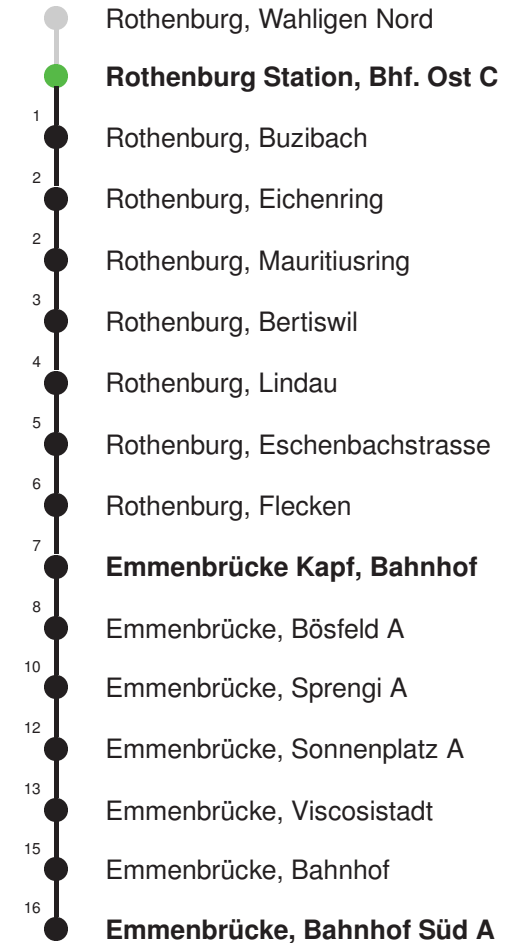 Rothenburg, Wahligen Nord
Rothenburg Station, Bhf. Ost C
1 Rothenburg, Buzibach
2 Rothenburg, Eichenring
2 Rothenburg, Mauritiusring
3 Rothenburg, Bertiswil
4 Rothenburg, Lindau
5 Rothenburg, Eschenbachstrasse
6 Rothenburg, Flecken
7 Emmenbrücke Kapf, Bahnhof
8 Emmenbrücke, Bösfeld A
10 Emmenbrücke, Sprengi A
12 Emmenbrücke, Sonnenplatz A
13 Emmenbrücke, Viscosistadt
15 Emmenbrücke, Bahnhof
16 Emmenbrücke, Bahnhof Süd A